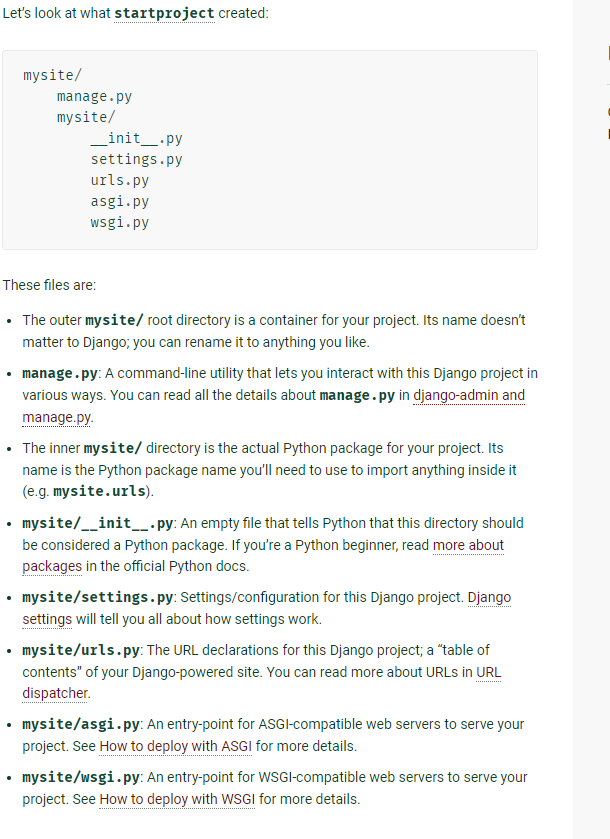 Let's look at what startproject created:
mysite/
    manage.py
    mysite/
        __init__.py
        settings.py
        urls.py
        asgi.py
        wsgi.py
These files are:
• The outer mysite/ root directory is a container for your project. Its name doesn't
matter to Django; you can rename it to anything you like.
• manage.py: A command-line utility that lets you interact with this Django project in
various ways. You can read all the details about manage.py in django-admin and
manage.py.
• The inner mysite/ directory is the actual Python package for your project. Its
name is the Python package name you'll need to use to import anything inside it
(e.g. mysite.urls).
• mysite/__init__.py: An empty file that tells Python that this directory should
be considered a Python package. If you're a Python beginner, read more about
packages in the official Python docs.
• mysite/settings.py: Settings/configuration for this Django project. Django
settings will tell you all about how settings work.
• mysite/urls.py: The URL declarations for this Django project; a "table of
contents" of your Django-powered site. You can read more about URLs in URL
dispatcher.
• mysite/asgi.py: An entry-point for ASGI-compatible web servers to serve your
project. See How to deploy with ASGI for more details.
• mysite/wsgi.py: An entry-point for WSGI-compatible web servers to serve your
project. See How to deploy with WSGI for more details.